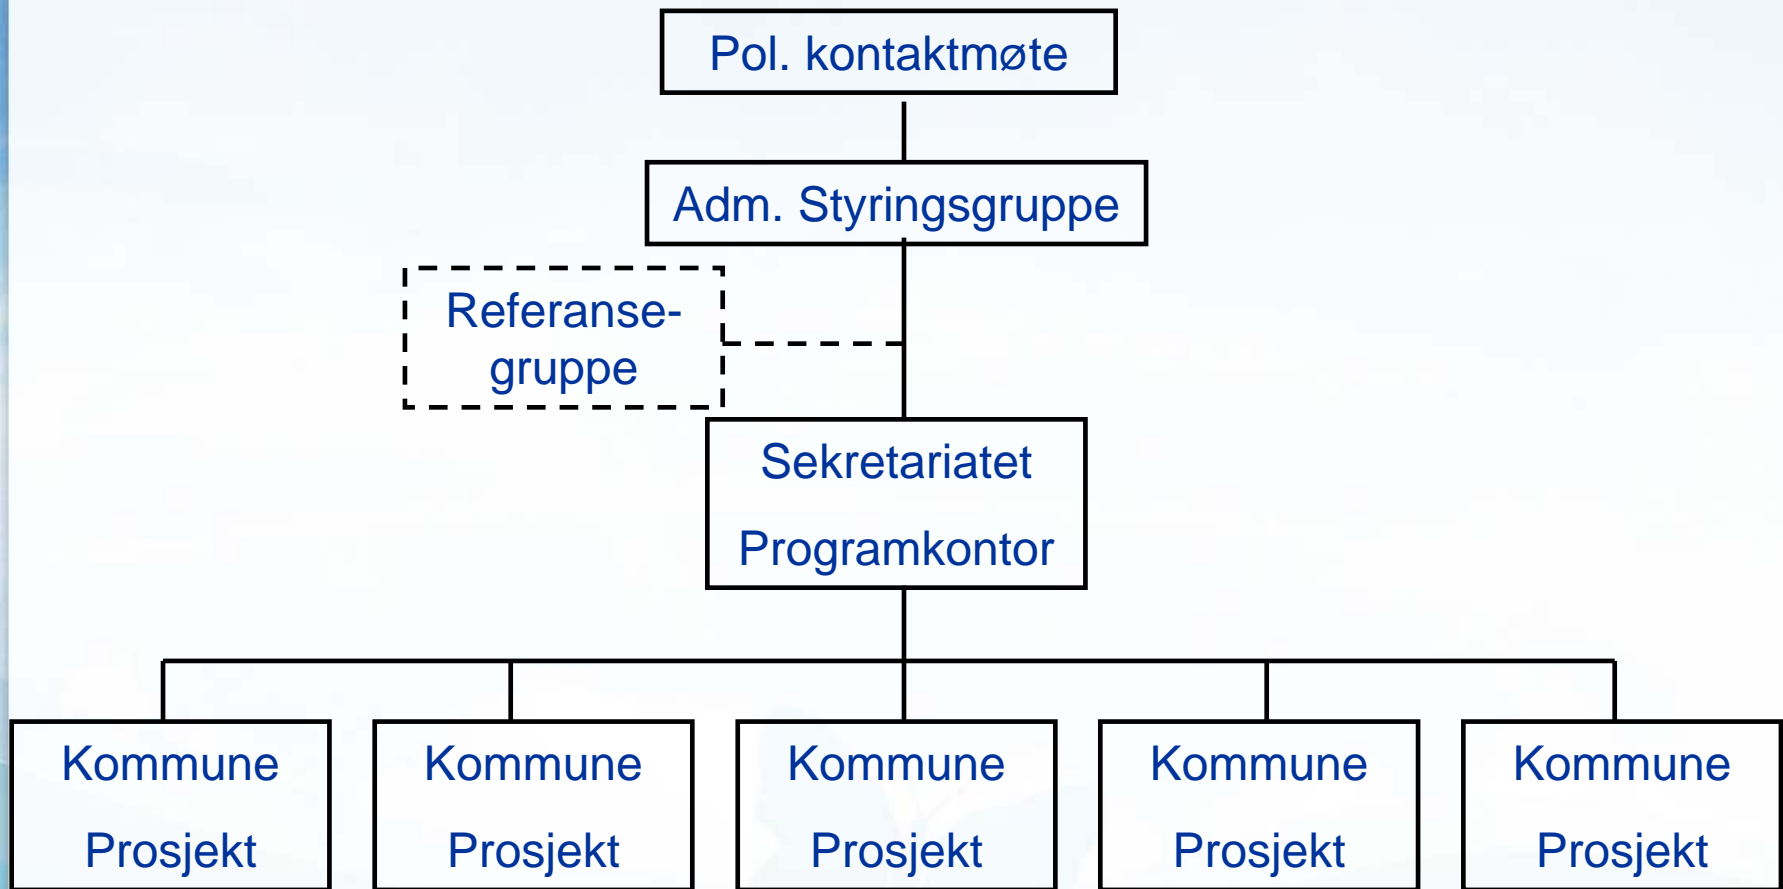 Pol. kontaktmøte
Adm. Styringsgruppe
Referanse-
gruppe
Sekretariatet
Programkontor
Kommune
Prosjekt
Kommune
Prosjekt
Kommune
Prosjekt
Kommune
Prosjekt
Kommune
Prosjekt